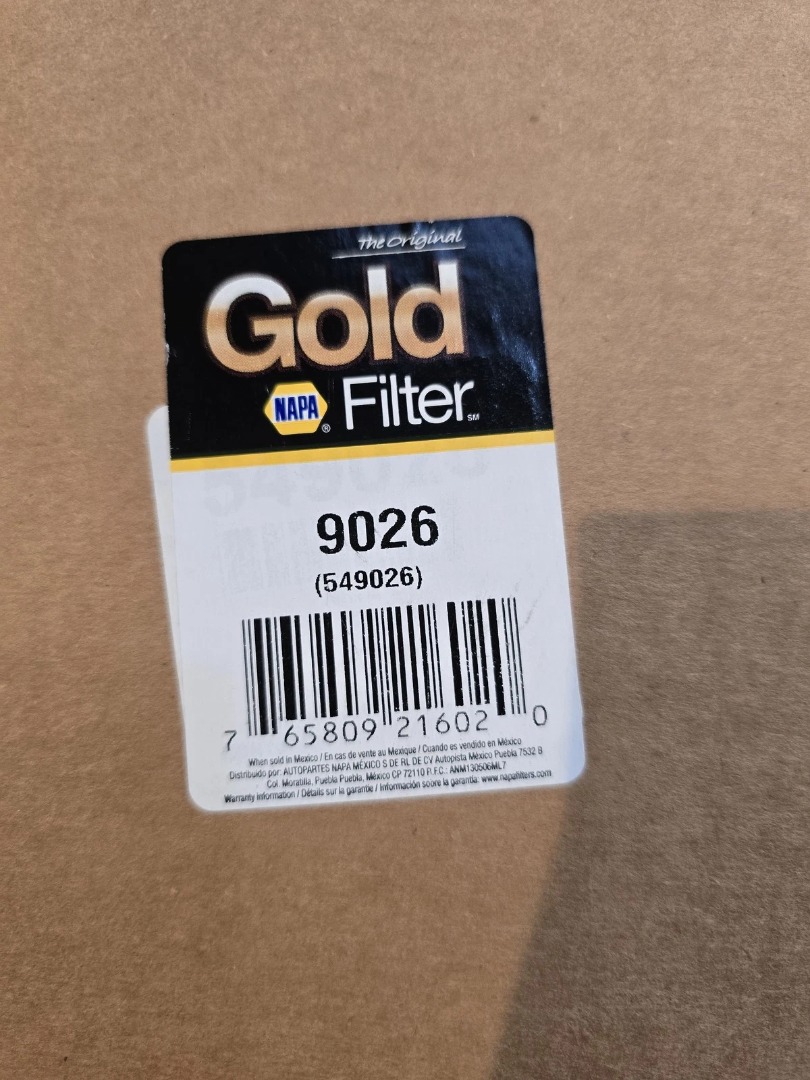 The Original
Gold
NAPA ® Filter SM
9026
(549026)
7 65809 21602 0
When sold in Mexico / En cas de vente au Mexique / Cuando es vendido en México
Distribuido por: AUTOPARTES NAPA MÉXICO S DE RL DE CV Autopista México Puebla 7532 B
Col. Moratilla, Puebla Puebla, México CP 72110 R.F.C.: ANM130506ML7
Warranty information / Détails sur la garantie / Información sobre la garantía: www.napafilters.com